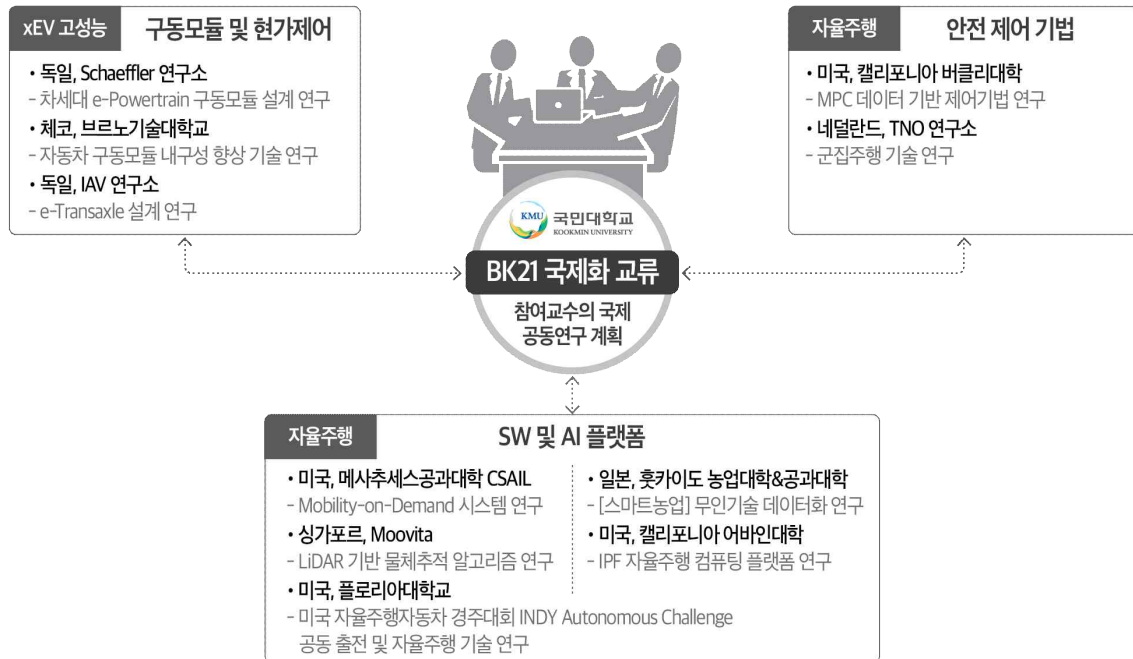 xEV 고성능 구동모듈 및 현가제어
• 독일, Schaeffler 연구소
- 차세대 e-Powertrain 구동모듈 설계 연구
• 체코, 브르노기술대학교
- 자동차 구동모듈 내구성 향상 기술 연구
• 독일, IAV 연구소
- e-Transaxle 설계 연구
자율주행 안전 제어 기법
• 미국, 캘리포니아 버클리대학
- MPC 데이터 기반 제어기법 연구
• 네덜란드, TNO 연구소
- 군집주행 기술 연구
KMU 국민대학교
KOOKMIN UNIVERSITY
BK21 국제화 교류
참여교수의 국제
공동연구 계획
자율주행 SW 및 AI 플랫폼
• 미국, 메사추세스공과대학 CSAIL
- Mobility-on-Demand 시스템 연구
• 싱가포르, Moovita
- LiDAR 기반 물체추적 알고리즘 연구
• 미국, 플로리아대학교
- 미국 자율주행자동차 경주대회 INDY Autonomous Challenge
공동 출전 및 자율주행 기술 연구
• 일본, 훗카이도 농업대학&공과대학
- [스마트농업] 무인기술 데이터화 연구
• 미국, 캘리포니아 어바인대학
- IPF 자율주행 컴퓨팅 플랫폼 연구